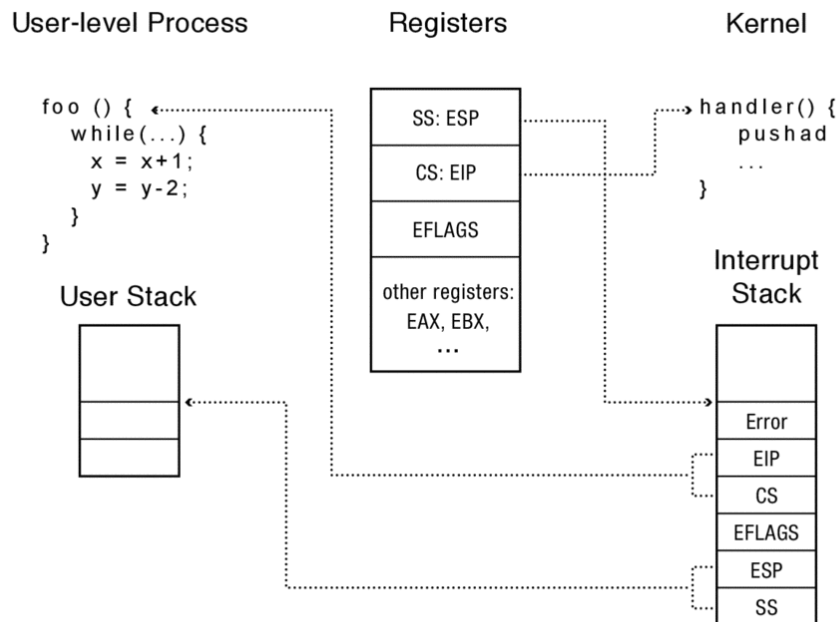 User-level Process
Registers
Kernel
foo () {
while(...) {
x = x+1;
y = y-2;
}
}
User Stack
SS: ESP
CS: EIP
EFLAGS
other registers:
EAX, EBX,
...
handler() {
pushad
...
}
Interrupt
Stack
Error
EIP
CS
EFLAGS
ESP
SS